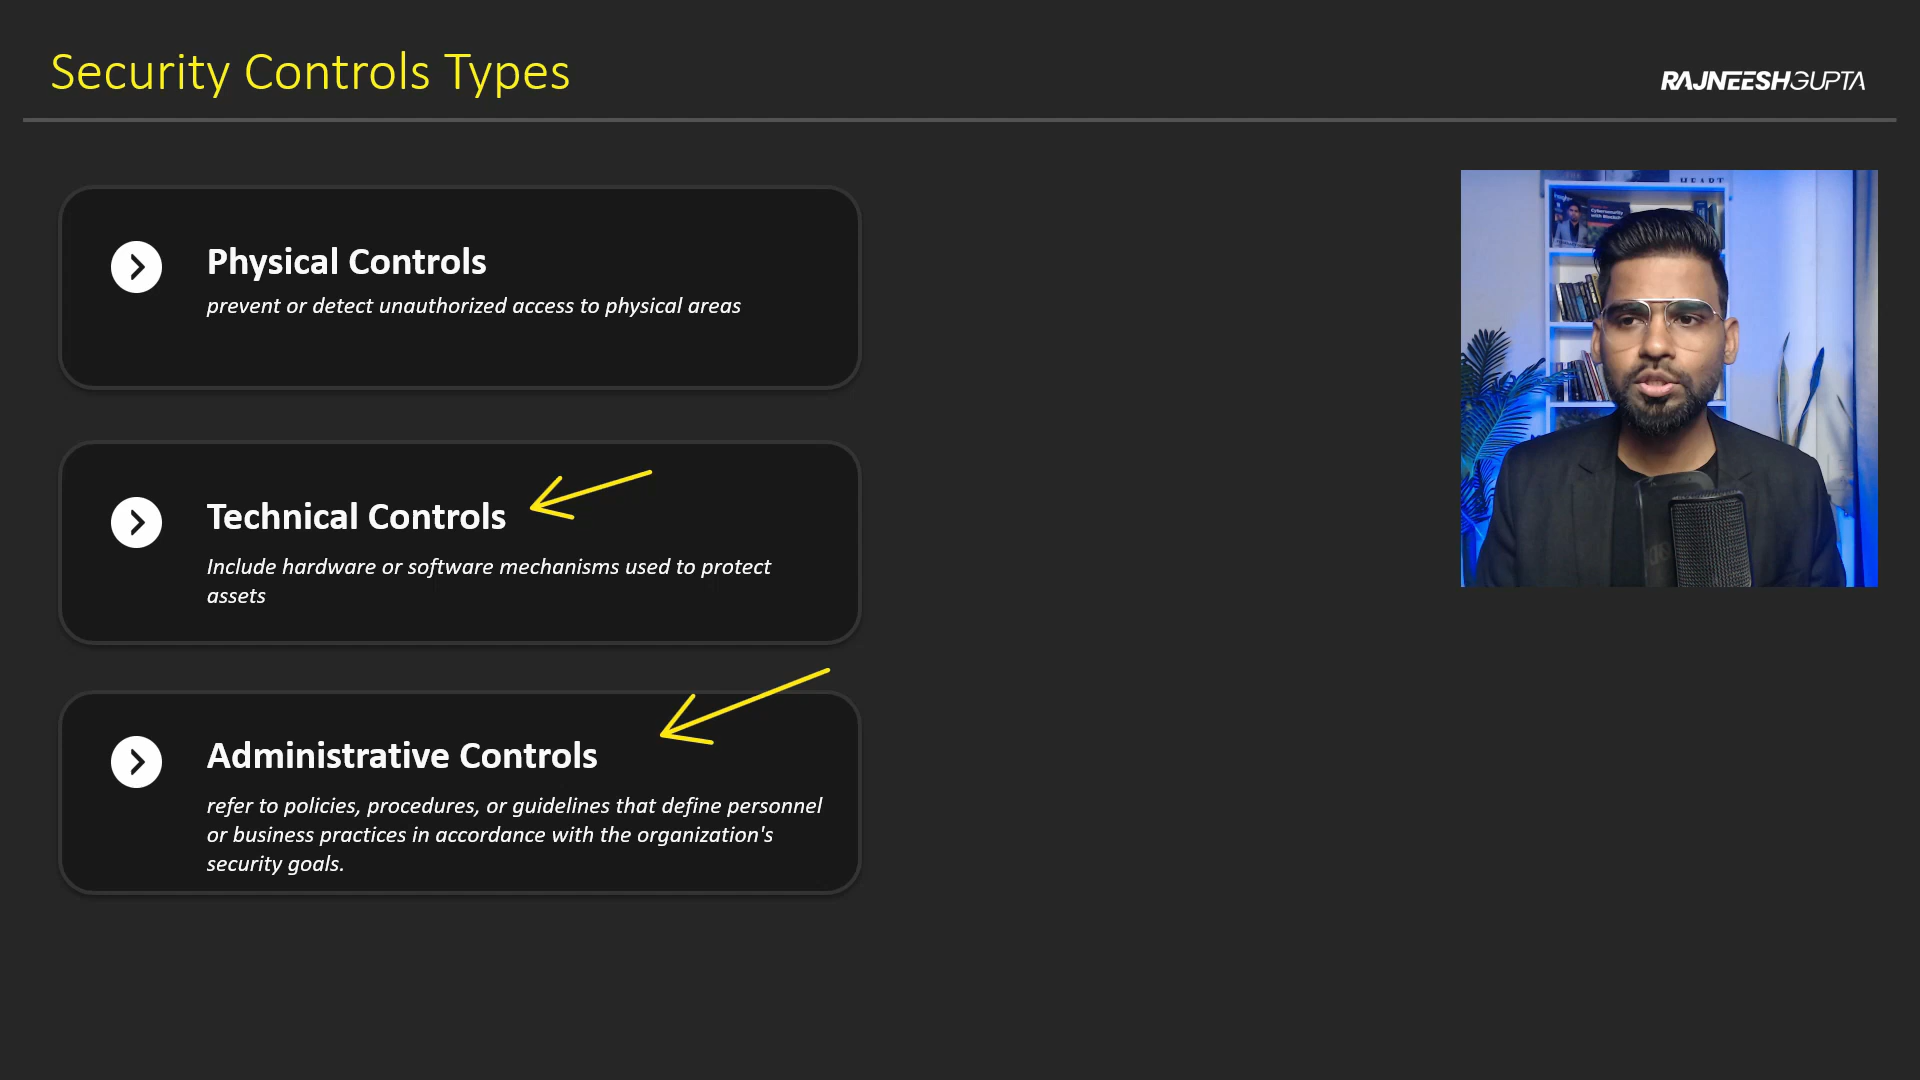 Security Controls Types
RAJNEESHGUPTA
HEART
Physical Controls
prevent or detect unauthorized access to physical areas
Technical Controls
Include hardware or software mechanisms used to protect
assets
Administrative Controls
refer to policies, procedures, or guidelines that define personnel
or business practices in accordance with the organization's
security goals.